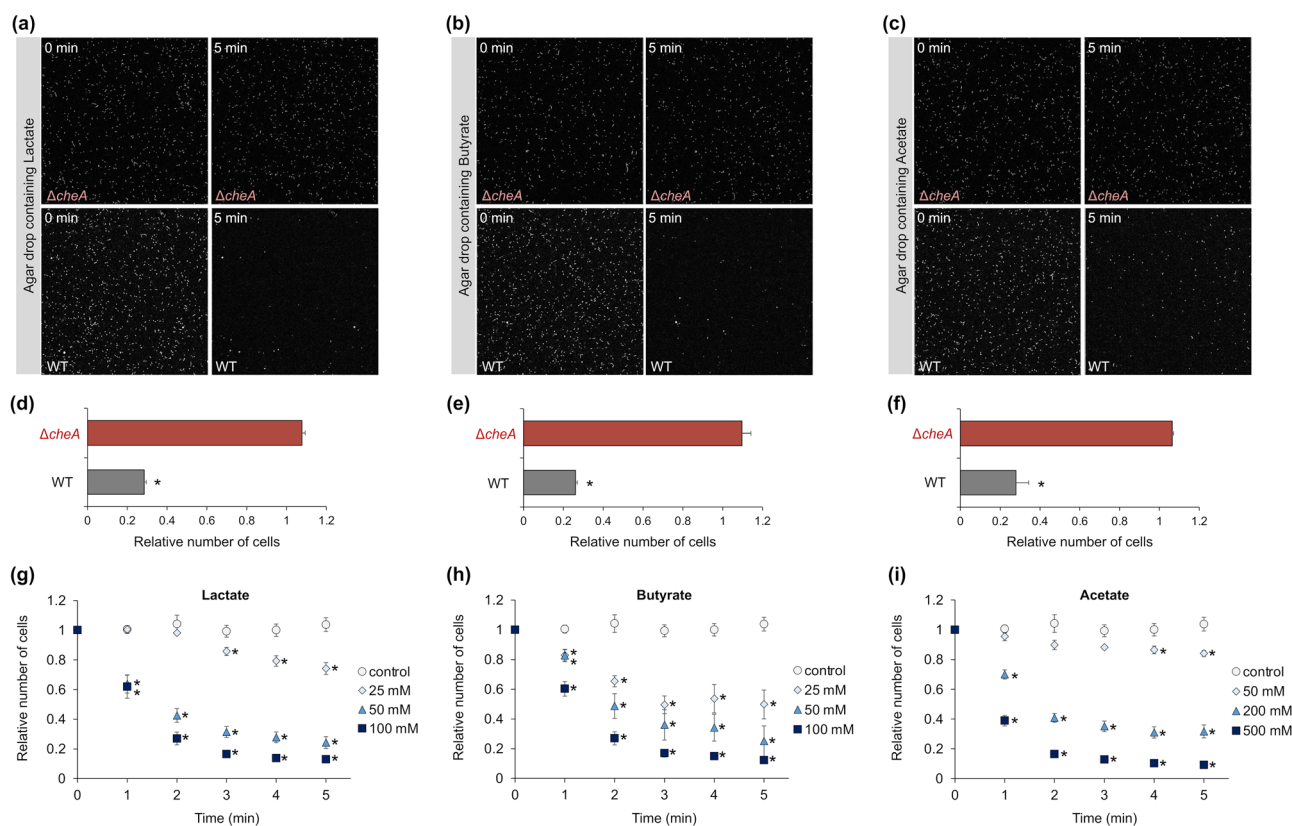 (a)
Agar drop containing Lactate
0 min
5 min
ΔcheA
ΔcheA
0 min
5 min
WT
WT
(b)
Agar drop containing Butyrate
0 min
5 min
ΔcheA
ΔcheA
0 min
5 min
WT
WT
(c)
Agar drop containing Acetate
0 min
5 min
ΔcheA
ΔcheA
0 min
5 min
WT
WT
(d)
ΔcheA
WT
*
0 0.2 0.4 0.6 0.8 1 1.2
Relative number of cells
(e)
ΔcheA
WT
*
0 0.2 0.4 0.6 0.8 1 1.2
Relative number of cells
(f)
ΔcheA
WT
*
0 0.2 0.4 0.6 0.8 1 1.2
Relative number of cells
(g)
Lactate
Relative number of cells
1.2
1
0.8
0.6
0.4
0.2
0
0 1 2 3 4 5
Time (min)
control
25 mM
50 mM
100 mM
(h)
Butyrate
Relative number of cells
1.2
1
0.8
0.6
0.4
0.2
0
0 1 2 3 4 5
Time (min)
control
25 mM
50 mM
100 mM
(i)
Acetate
Relative number of cells
1.2
1
0.8
0.6
0.4
0.2
0
0 1 2 3 4 5
Time (min)
control
50 mM
200 mM
500 mM